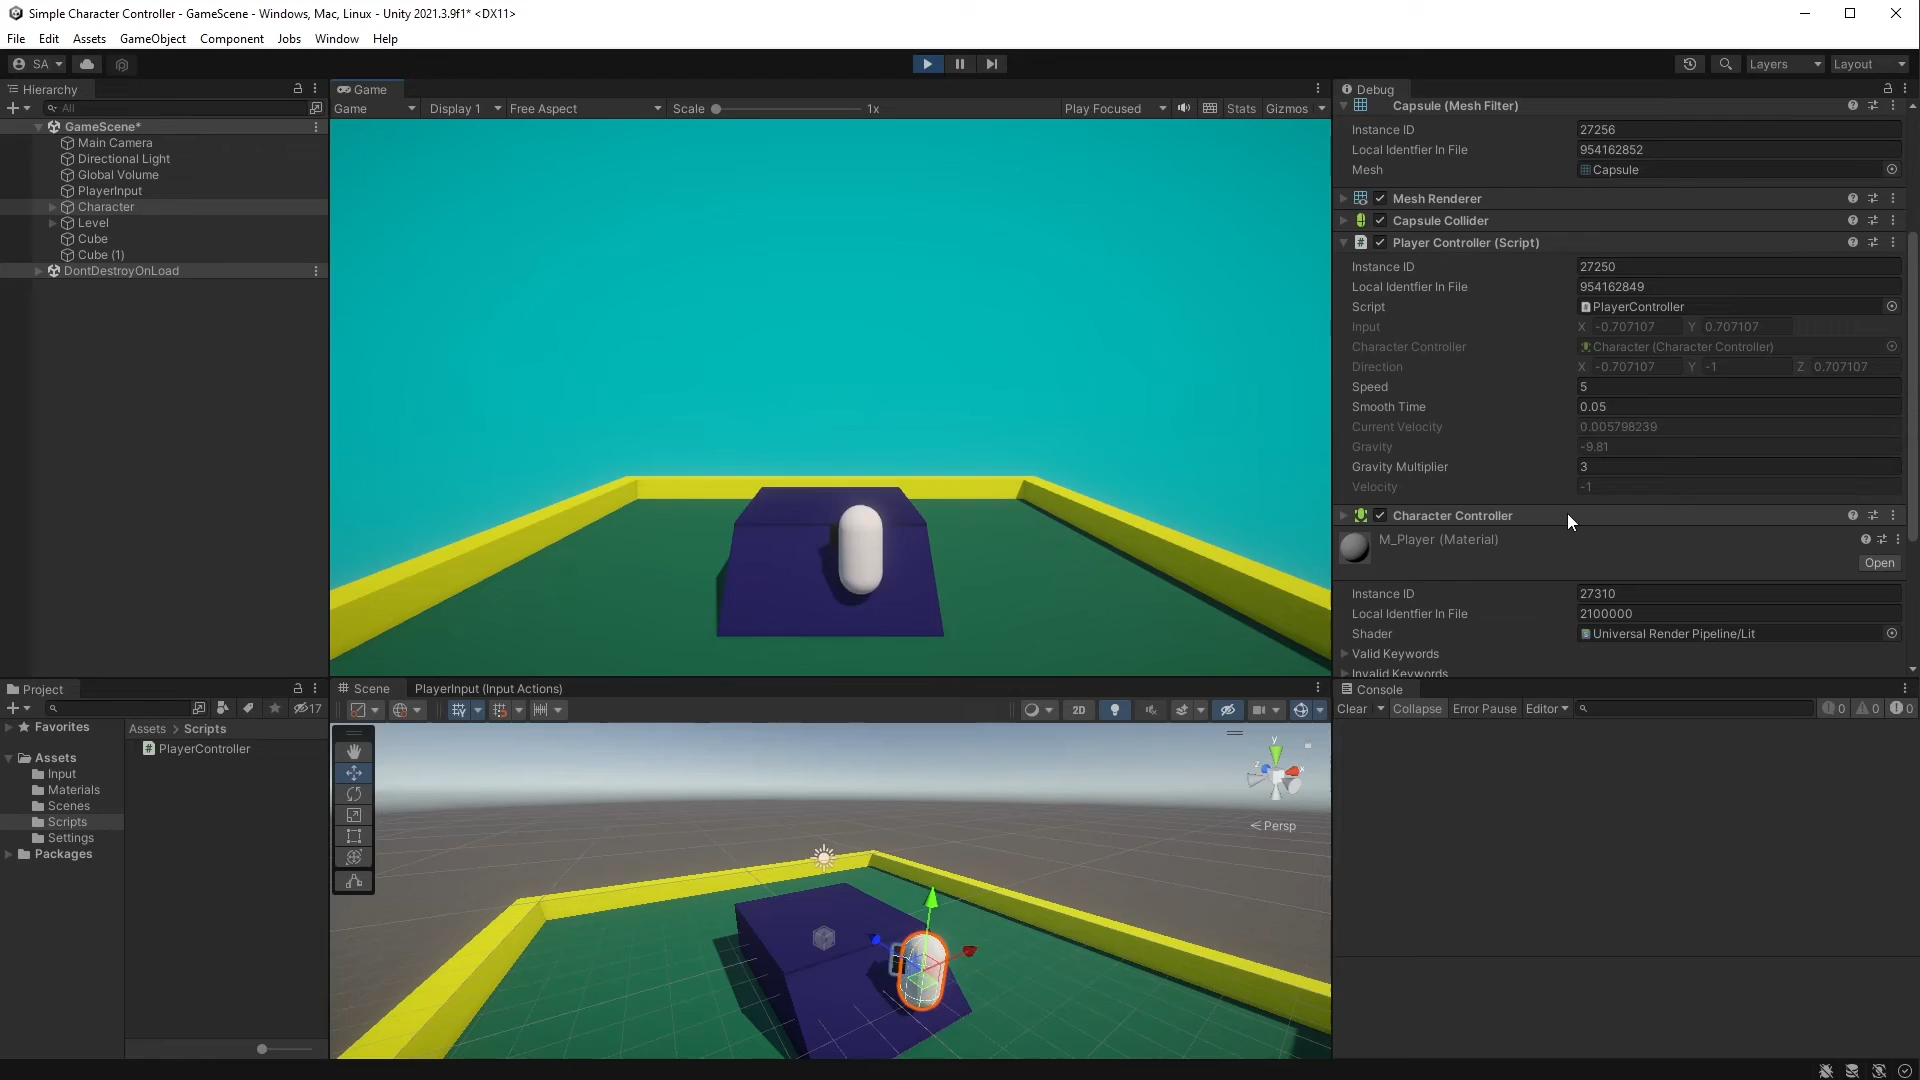 Simple Character Controller - GameScene - Windows, Mac, Linux - Unity 2021.3.9f1* <DX11>
File Edit Assets GameObject Component Jobs Window Help
SA Layers Layout
Hierarchy
All
GameScene*
Main Camera
Directional Light
Global Volume
PlayerInput
Character
Level
Cube
Cube (1)
DontDestroyOnLoad
Game
Game Display 1 Free Aspect Scale 1x Play Focused Stats Gizmos
Debug
Capsule (Mesh Filter)
Instance ID 27256
Local Identfier In File 954162852
Mesh Capsule
Mesh Renderer
Capsule Collider
# Player Controller (Script)
Instance ID 27250
Local Identfier In File 954162849
Script PlayerController
Input X -0.707107 Y 0.707107
Character Controller Character (Character Controller)
Direction X -0.707107 Y -1 Z 0.707107
Speed 5
Smooth Time 0.05
Current Velocity 0.005798239
Gravity -9.81
Gravity Multiplier 3
Velocity -1
Character Controller
M_Player (Material)
Open
Instance ID 27310
Local Identfier In File 2100000
Shader Universal Render Pipeline/Lit
Valid Keywords
Invalid Keywords
Project
17
Favorites
Assets
Input
Materials
Scenes
Scripts
Settings
Packages
Assets Scripts
# PlayerController
Scene PlayerInput (Input Actions)
2D
y
z
x
Persp
Console
Clear Collapse Error Pause Editor 0 0 0